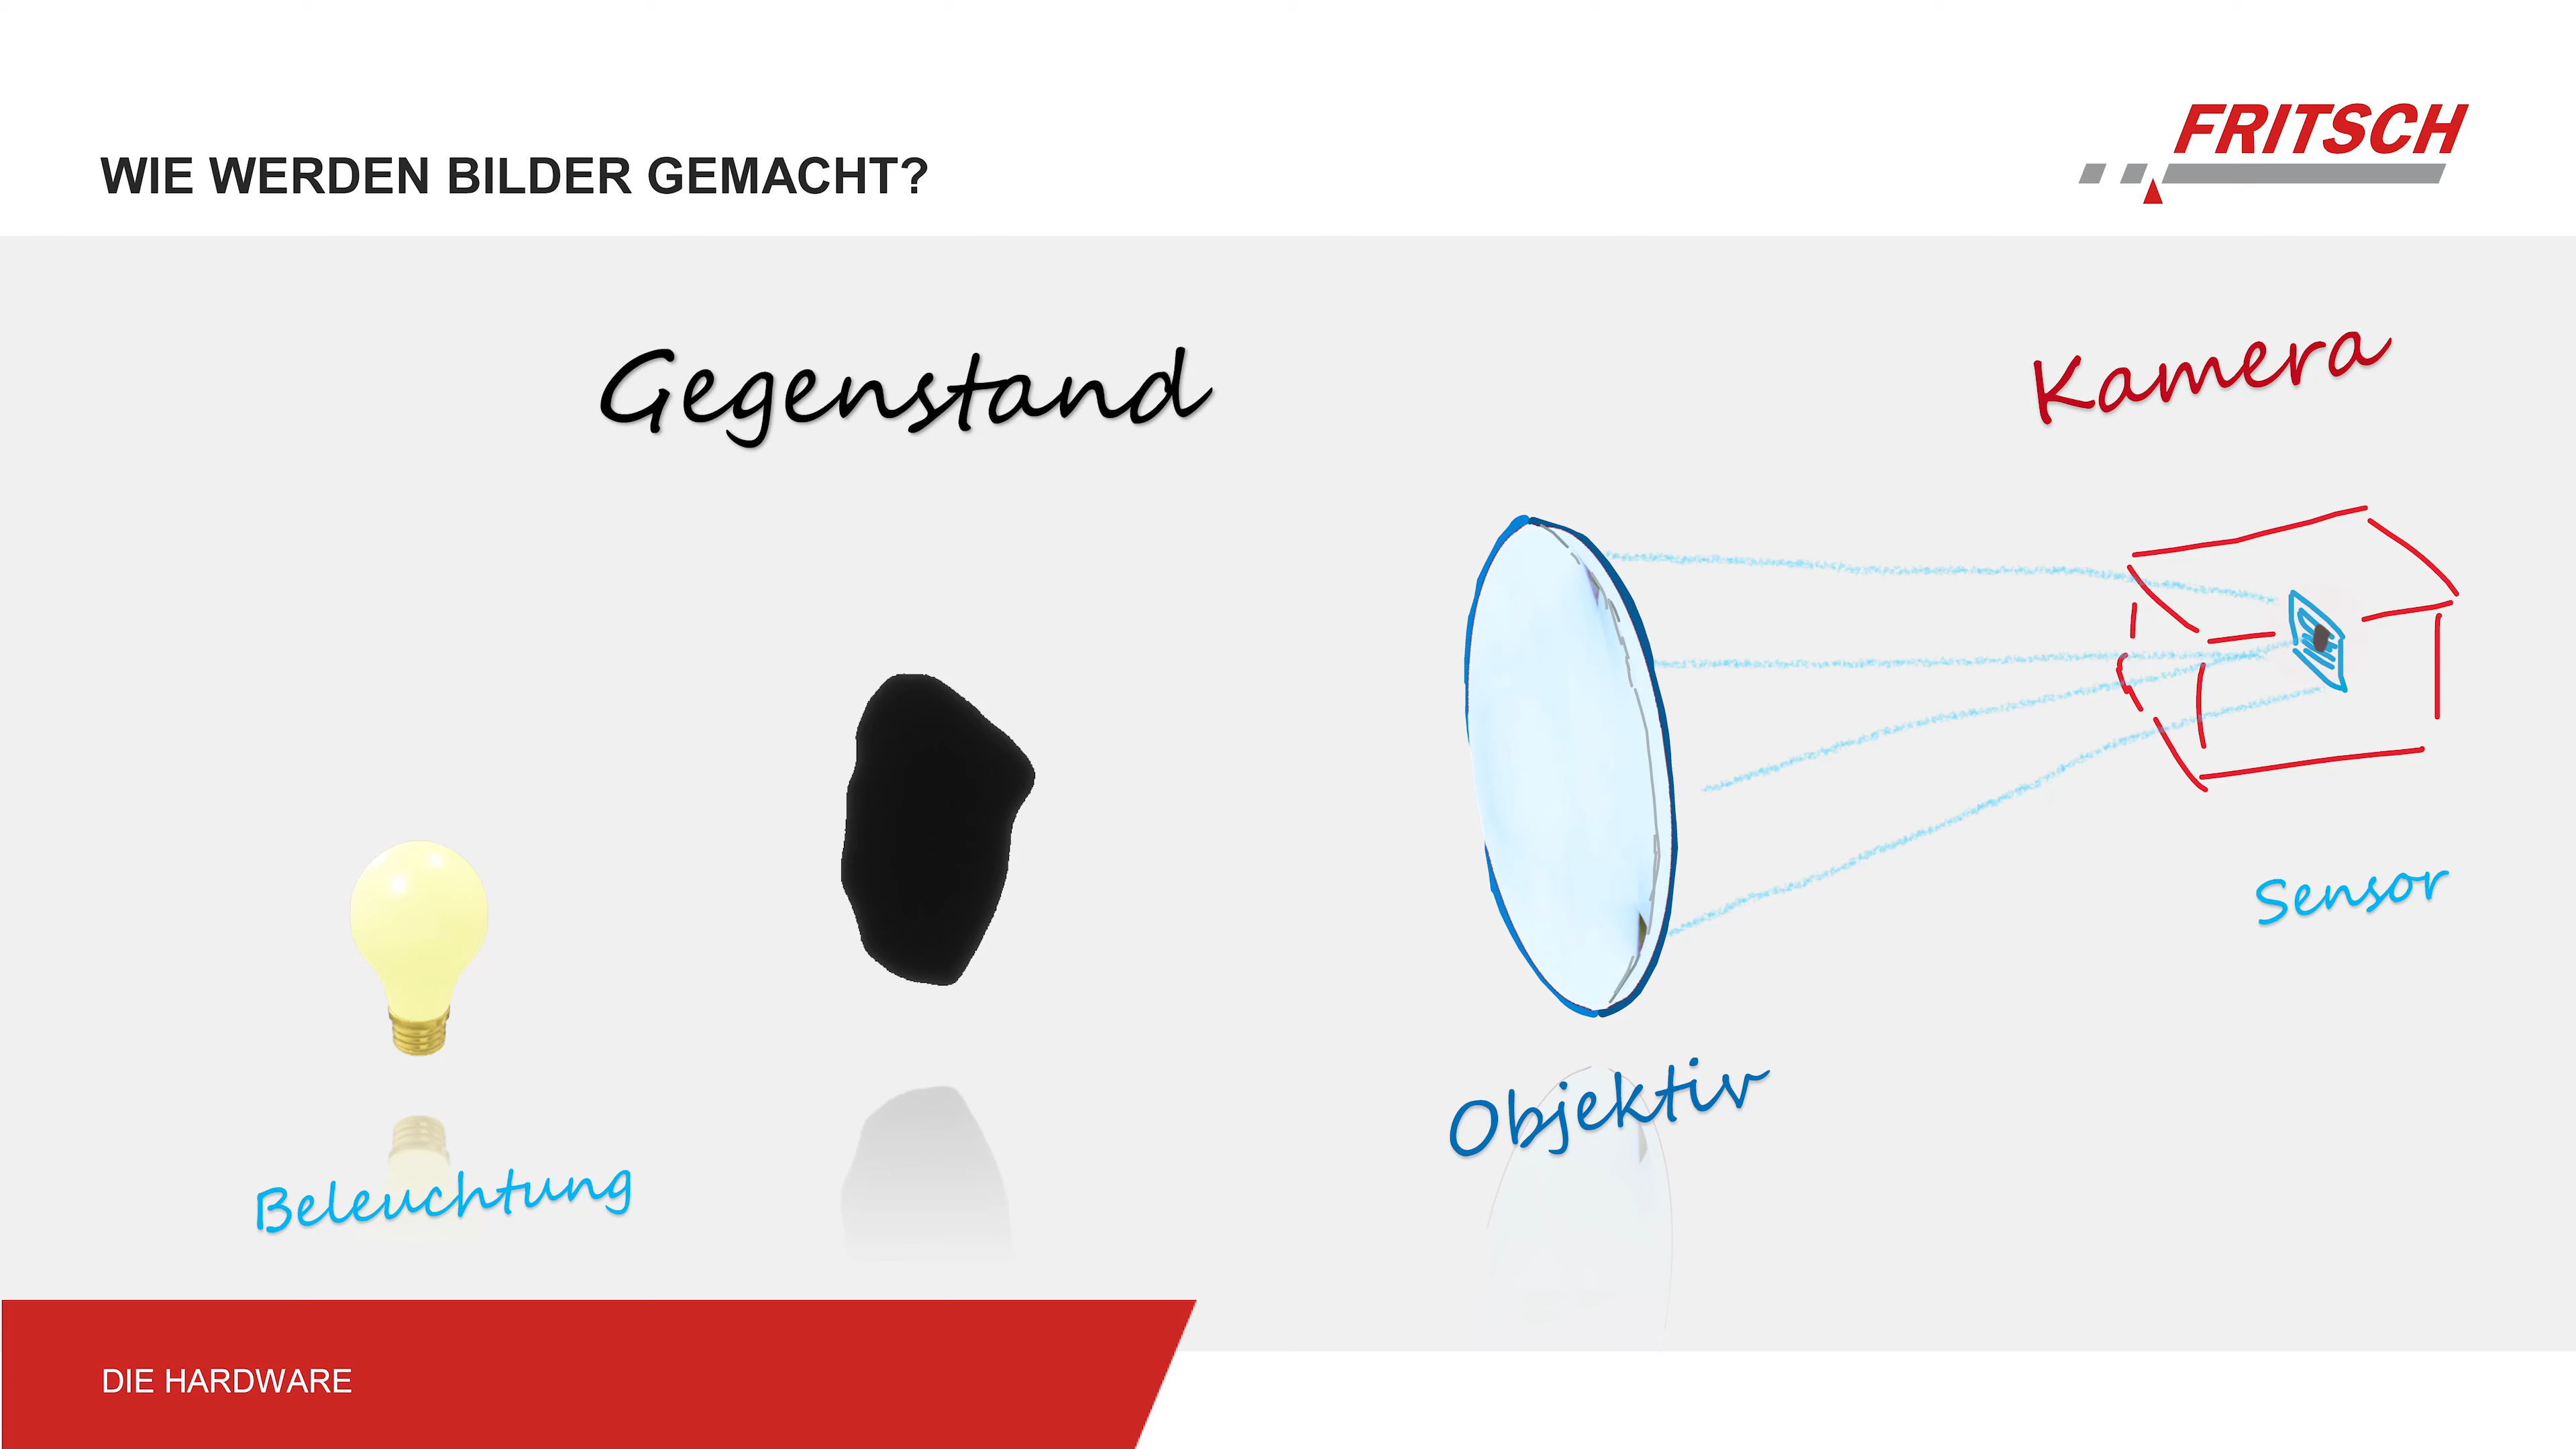 FRITSCH
WIE WERDEN BILDER GEMACHT?
Gegenstand
Kamera
Sensor
Objektiv
Beleuchtung
DIE HARDWARE